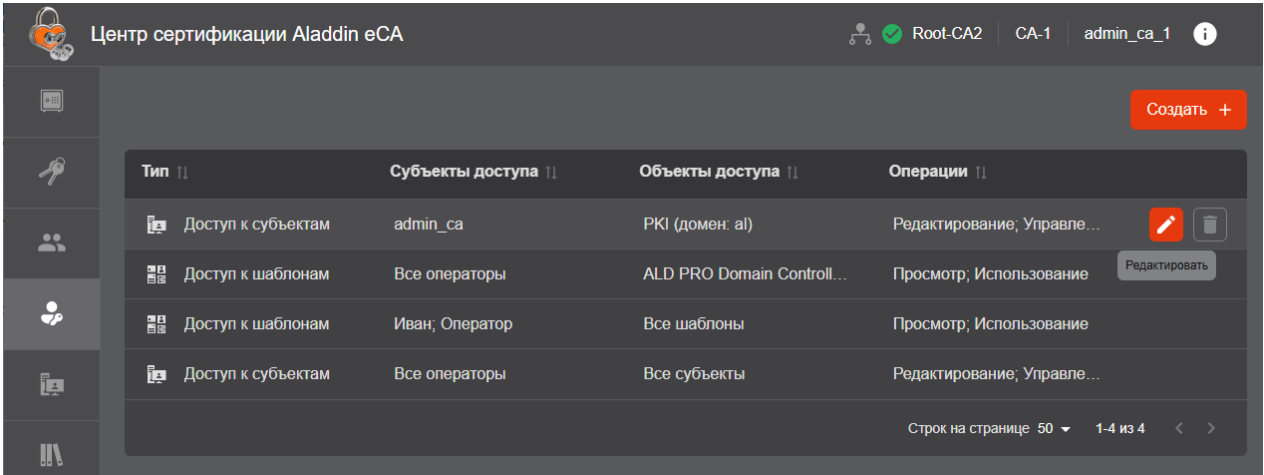 Центр сертификации Aladdin eCA Root-CA2 CA-1 admin_ca_1
Создать +
Тип Субъекты доступа Объекты доступа Операции
Доступ к субъектам admin_ca PKI (домен: al) Редактирование; Управле...
Редактировать
Доступ к шаблонам Все операторы ALD PRO Domain Controll... Просмотр; Использование
Доступ к шаблонам Иван; Оператор Все шаблоны Просмотр; Использование
Доступ к субъектам Все операторы Все субъекты Редактирование; Управле...
Строк на странице 50 1-4 из 4